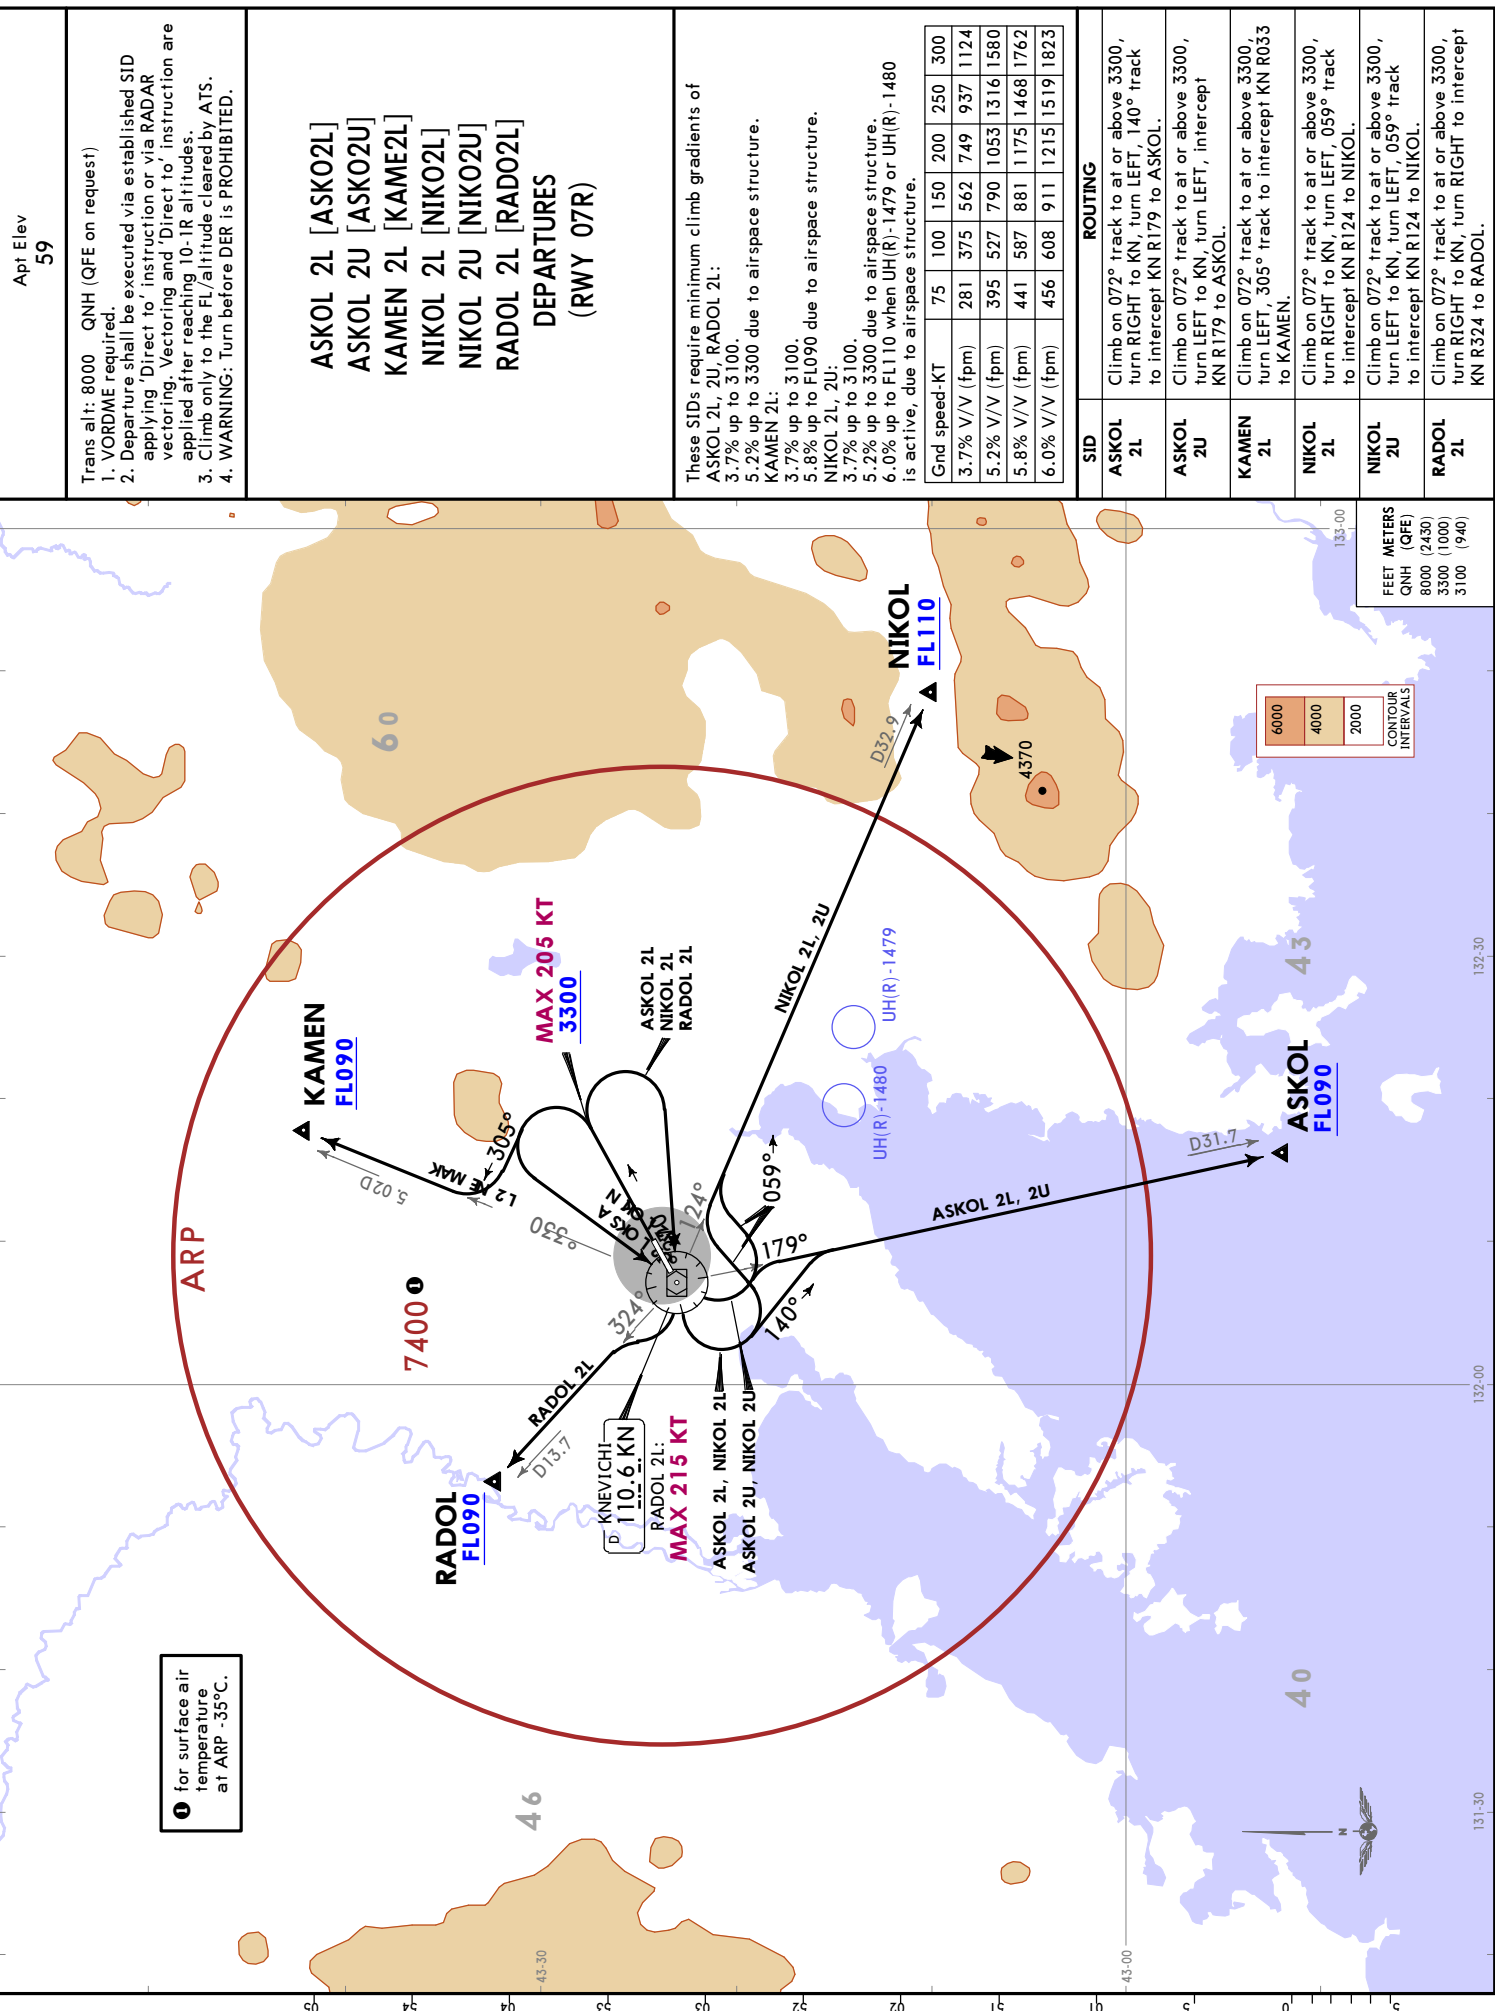 Apt Elev
59
Trans alt: 8000 QNH (QFE on request)
1. VORDME required.
2. Departure shall be executed via established SID
applying 'Direct to' instruction or via RADAR
vectoring. Vectoring and 'Direct to' instruction are
applied after reaching 10-1R altitudes.
3. Climb only to the FL/altitude cleared by ATS.
4. WARNING: Turn before DER is PROHIBITED.
ASKOL 2L [ASKO2L]
ASKOL 2U [ASKO2U]
KAMEN 2L [KAME2L]
NIKOL 2L [NIKO2L]
NIKOL 2U [NIKO2U]
RADOL 2L [RADO2L]
DEPARTURES
(RWY 07R)
These SIDs require minimum climb gradients of
ASKOL 2L, 2U, RADOL 2L:
3.7% up to 3100.
5.2% up to 3300 due to airspace structure.
KAMEN 2L:
3.7% up to 3100.
5.8% up to FL090 due to airspace structure.
NIKOL 2L, 2U:
3.7% up to 3100.
5.2% up to 3300 due to airspace structure.
6.0% up to FL110 when UH(R)-1479 or UH(R)-1480
is active, due to airspace structure.
Gnd speed-KT 75 100 150 200 250 300
3.7% V/V (fpm) 281 375 562 749 937 1124
5.2% V/V (fpm) 395 527 790 1053 1316 1580
5.8% V/V (fpm) 441 587 881 1175 1468 1762
6.0% V/V (fpm) 456 608 911 1215 1519 1823
SID ROUTING
ASKOL 2L Climb on 072° track to at or above 3300,
turn RIGHT to KN, turn LEFT, 140° track
to intercept KN R179 to ASKOL.
ASKOL 2U Climb on 072° track to at or above 3300,
turn LEFT to KN, turn LEFT, intercept
KN R179 to ASKOL.
KAMEN 2L Climb on 072° track to at or above 3300,
turn LEFT, 305° track to intercept KN R033
to KAMEN.
NIKOL 2L Climb on 072° track to at or above 3300,
turn RIGHT to KN, turn LEFT, 059° track
to intercept KN R124 to NIKOL.
NIKOL 2U Climb on 072° track to at or above 3300,
turn LEFT to KN, turn LEFT, 059° track
to intercept KN R124 to NIKOL.
RADOL 2L Climb on 072° track to at or above 3300,
turn RIGHT to KN, turn RIGHT to intercept
KN R324 to RADOL.
❶ for surface air
temperature
at ARP -35°C.
ARP
7400 ❶
KAMEN
FL090
RADOL
FL090
NIKOL
FL110
ASKOL
FL090
MAX 205 KT
3300
ASKOL 2L
NIKOL 2L
RADOL 2L
305°
324°
124°
059°
179°
140°
RADOL 2L
D13.7
D KNEVICHI
110.6 KN
RADOL 2L:
MAX 215 KT
ASKOL 2L, NIKOL 2L
ASKOL 2U, NIKOL 2U
NIKOL 2L, 2U
D32.9
ASKOL 2L, 2U
D31.7
UH(R)-1479
UH(R)-1480
4370
60
46
43
40
6000
4000
2000
CONTOUR
INTERVALS
FEET METERS
QNH (QFE)
8000 (2430)
3300 (1000)
3100 (940)
N
43-30
43-00
131-30
132-00
132-30
133-00